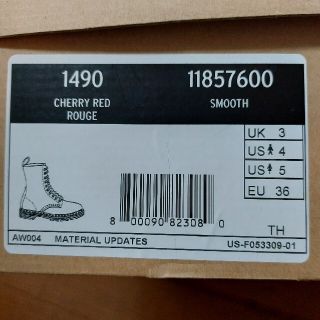 1490 11857600
CHERRY RED SMOOTH
ROUGE
UK 3
US 4
US 5
EU 36
8 00090 82308 0
TH
AW004 MATERIAL UPDATES US-F053309-01